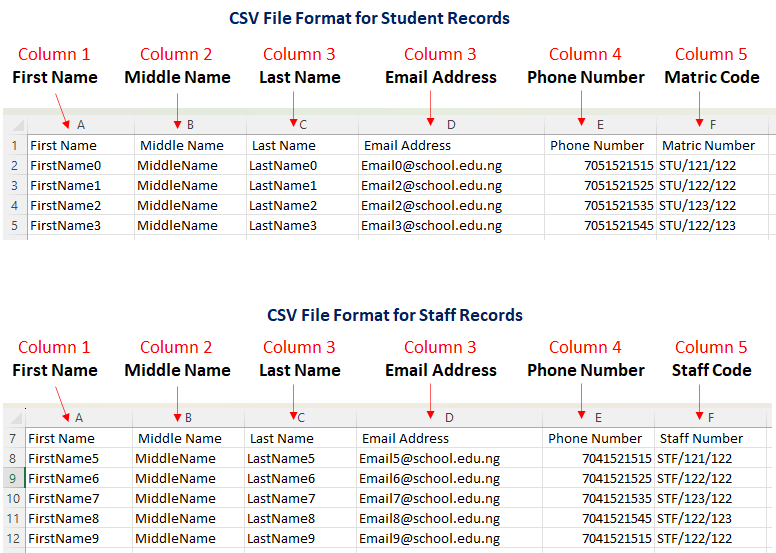 CSV File Format for Student Records
Column 1 Column 2 Column 3 Column 3 Column 4 Column 5
First Name Middle Name Last Name Email Address Phone Number Matric Code
A B C D E F
1 First Name Middle Name Last Name Email Address Phone Number Matric Number
2 FirstName0 MiddleName LastName0 Email0@school.edu.ng 7051521515 STU/121/122
3 FirstName1 MiddleName LastName1 Email2@school.edu.ng 7051521525 STU/122/122
4 FirstName2 MiddleName LastName2 Email2@school.edu.ng 7051521535 STU/123/122
5 FirstName3 MiddleName LastName3 Email3@school.edu.ng 7051521545 STU/122/123
CSV File Format for Staff Records
Column 1 Column 2 Column 3 Column 3 Column 4 Column 5
First Name Middle Name Last Name Email Address Phone Number Staff Code
A B C D E F
7 First Name Middle Name Last Name Email Address Phone Number Staff Number
8 FirstName5 MiddleName LastName5 Email5@school.edu.ng 7041521515 STF/121/122
9 FirstName6 MiddleName LastName6 Email6@school.edu.ng 7041521525 STF/122/122
10 FirstName7 MiddleName LastName7 Email7@school.edu.ng 7041521535 STF/123/122
11 FirstName8 MiddleName LastName8 Email8@school.edu.ng 7041521545 STF/122/123
12 FirstName9 MiddleName LastName9 Email9@school.edu.ng 7041521515 STF/122/122